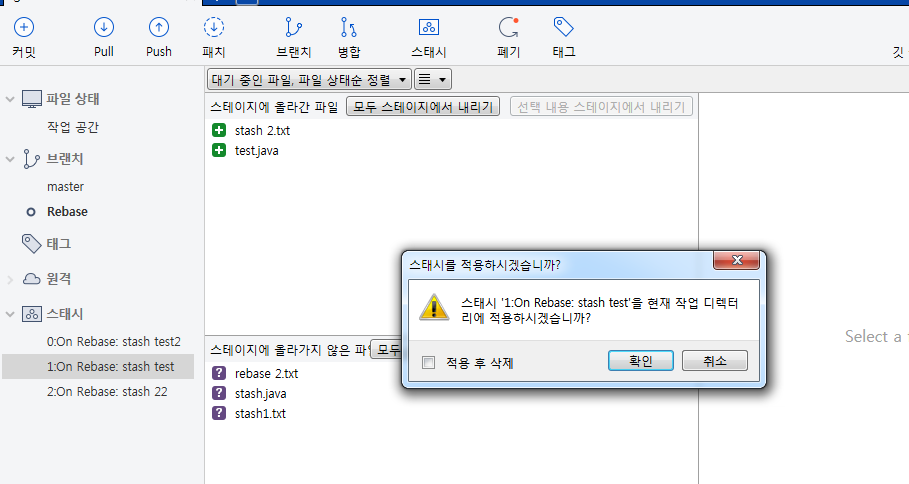 커밋 Pull Push 패치 브랜치 병합 스태시 폐기 태그 깃
대기 중인 파일, 파일 상태순 정렬
파일 상태
작업 공간
브랜치
master
Rebase
태그
원격
스태시
0:On Rebase: stash test2
1:On Rebase: stash test
2:On Rebase: stash 22
스테이지에 올라간 파일 모두 스테이지에서 내리기 선택 내용 스테이지에서 내리기
stash 2.txt
test.java
스테이지에 올라가지 않은 파일 모두
rebase 2.txt
stash.java
stash1.txt
스태시를 적용하시겠습니까?
스태시 '1:On Rebase: stash test'을 현재 작업 디렉터
리에 적용하시겠습니까?
적용 후 삭제 확인 취소
Select a